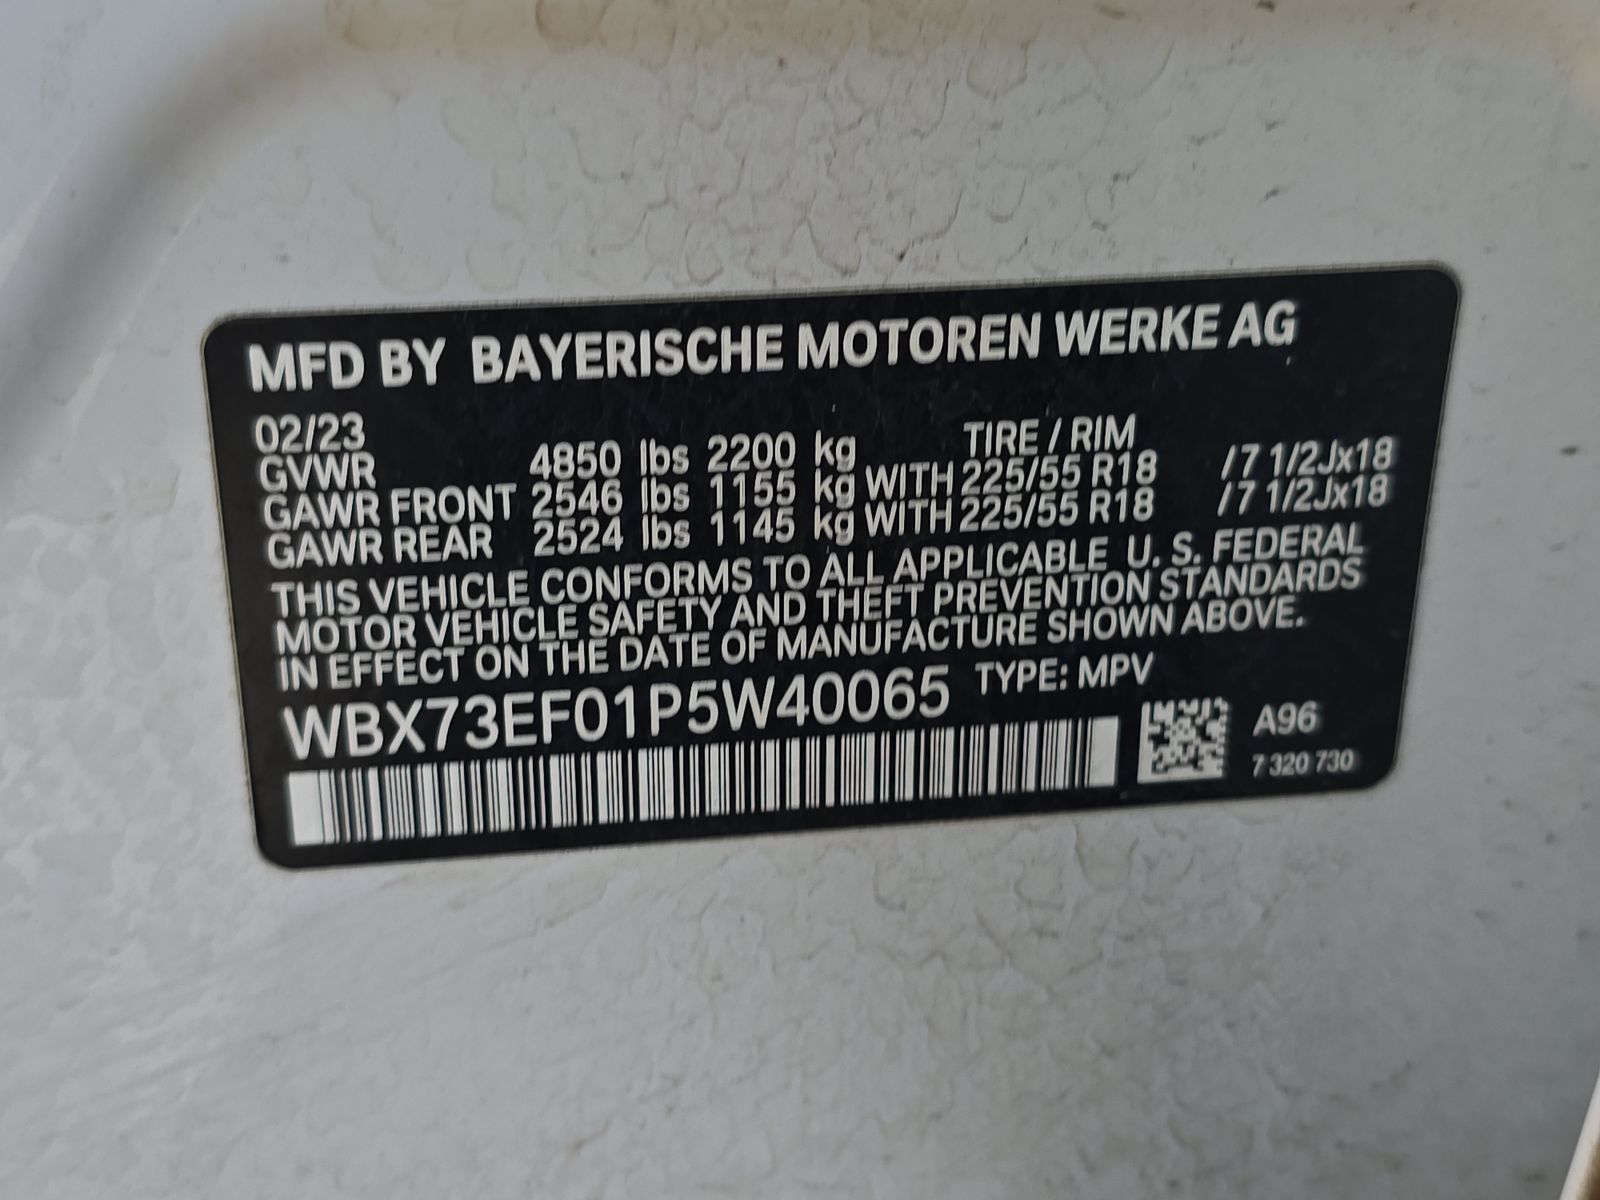 MFD BY BAYERISCHE MOTOREN WERKE AG
02/23 TIRE / RIM
GVWR 4850 lbs 2200 kg
GAWR FRONT 2546 lbs 1155 kg WITH 225/55 R18 /7 1/2Jx18
GAWR REAR 2524 lbs 1145 kg WITH 225/55 R18 /7 1/2Jx18
THIS VEHICLE CONFORMS TO ALL APPLICABLE U. S. FEDERAL
MOTOR VEHICLE SAFETY AND THEFT PREVENTION STANDARDS
IN EFFECT ON THE DATE OF MANUFACTURE SHOWN ABOVE.
WBX73EF01P5W40065 TYPE: MPV
A96
7 320 730